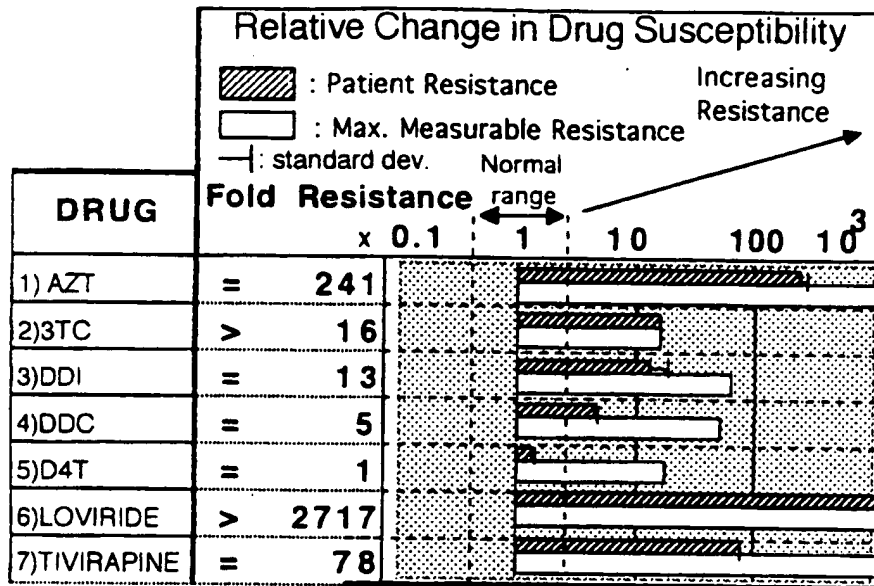 Relative Change in Drug Susceptibility
: Patient Resistance
Increasing
Resistance
: Max. Measurable Resistance
: standard dev.
Normal
range
DRUG
Fold Resistance
x 0.1 1 10 100 10³
1) AZT = 241
2)3TC > 16
3)DDI = 13
4)DDC = 5
5)D4T = 1
6)LOVIRIDE > 2717
7)TIVIRAPINE = 78